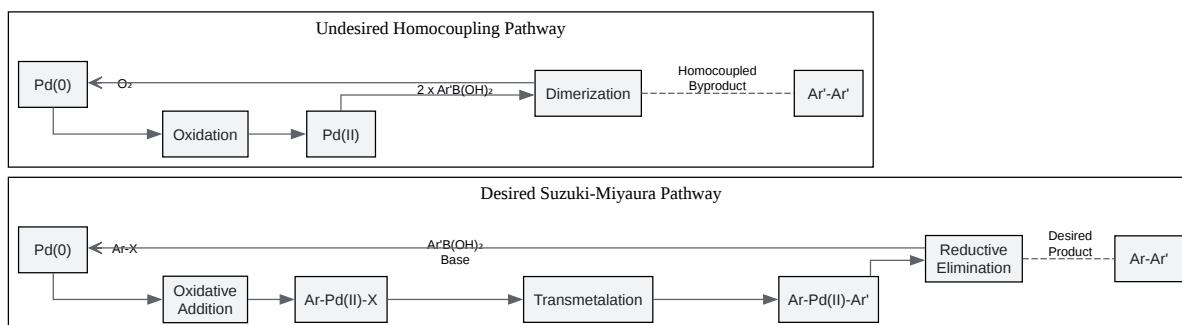 Undesired Homocoupling Pathway
Pd(0)
O₂
Oxidation
Pd(II)
2 x Ar'B(OH)₂
Dimerization
Homocoupled
Byproduct
Ar'-Ar'
Desired Suzuki-Miyaura Pathway
Pd(0)
Ar-X
Oxidative
Addition
Ar-Pd(II)-X
Ar'B(OH)₂
Base
Transmetalation
Ar-Pd(II)-Ar'
Reductive
Elimination
Desired
Product
Ar-Ar'